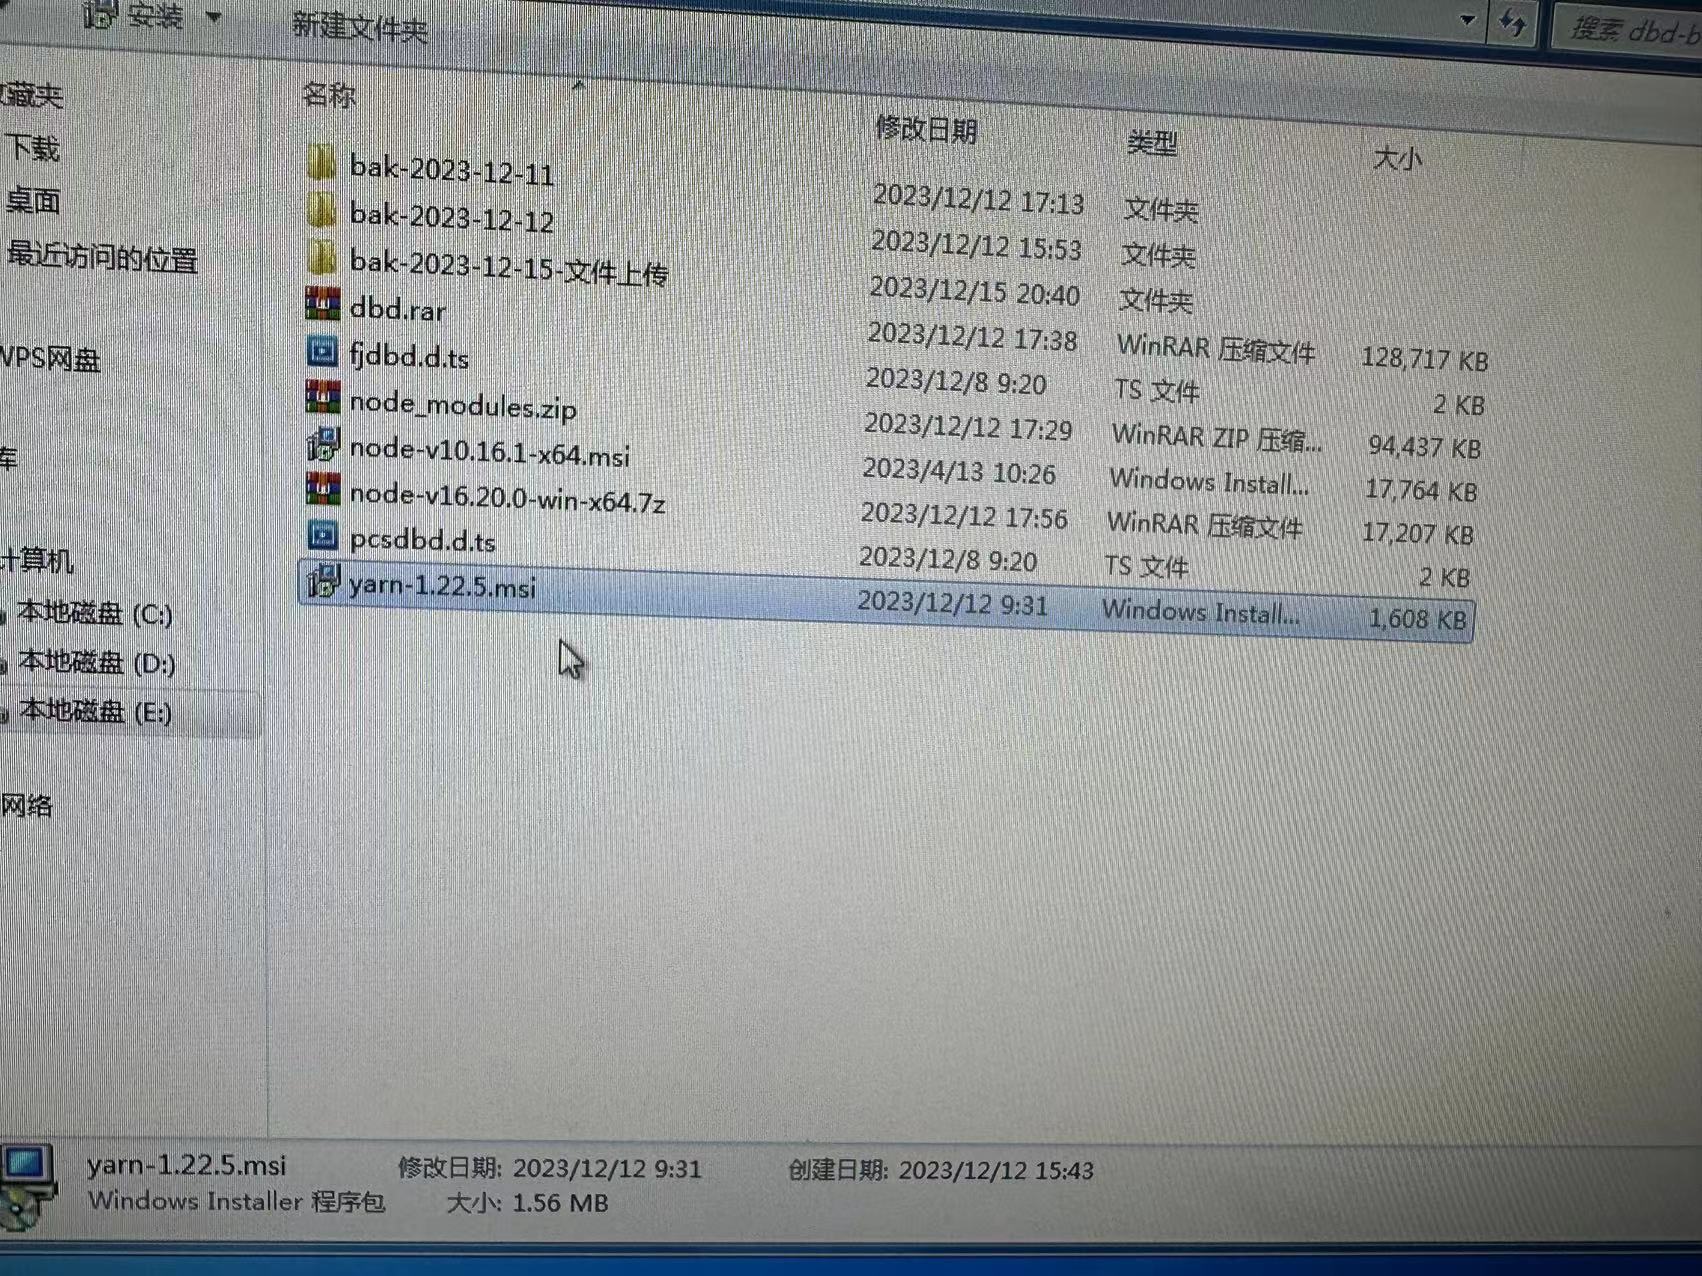 安装 新建文件夹 搜索 dbd-b
藏夹
下载
桌面
最近访问的位置
WPS网盘
库
计算机
本地磁盘 (C:)
本地磁盘 (D:)
本地磁盘 (E:)
网络
名称 修改日期 类型 大小
bak-2023-12-11 2023/12/12 17:13 文件夹
bak-2023-12-12 2023/12/12 15:53 文件夹
bak-2023-12-15-文件上传 2023/12/15 20:40 文件夹
dbd.rar 2023/12/12 17:38 WinRAR 压缩文件 128,717 KB
fjdbd.d.ts 2023/12/8 9:20 TS 文件 2 KB
node_modules.zip 2023/12/12 17:29 WinRAR ZIP 压缩... 94,437 KB
node-v10.16.1-x64.msi 2023/4/13 10:26 Windows Install... 17,764 KB
node-v16.20.0-win-x64.7z 2023/12/12 17:56 WinRAR 压缩文件 17,207 KB
pcsdbd.d.ts 2023/12/8 9:20 TS 文件 2 KB
yarn-1.22.5.msi 2023/12/12 9:31 Windows Install... 1,608 KB
yarn-1.22.5.msi 修改日期: 2023/12/12 9:31 创建日期: 2023/12/12 15:43
Windows Installer 程序包 大小: 1.56 MB